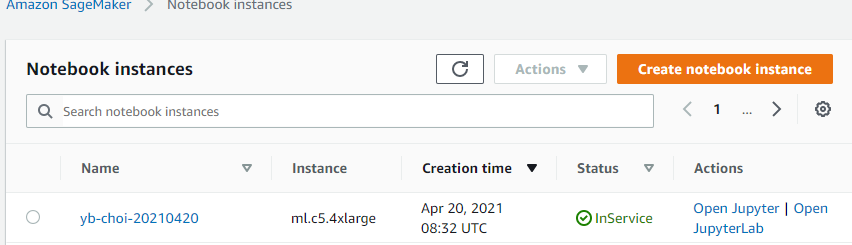 Amazon SageMaker > Notebook instances
Notebook instances
Actions
Create notebook instance
Search notebook instances
1 ...
Name Instance Creation time Status Actions
yb-choi-20210420 ml.c5.4xlarge Apr 20, 2021 InService Open Jupyter | Open
08:32 UTC JupyterLab